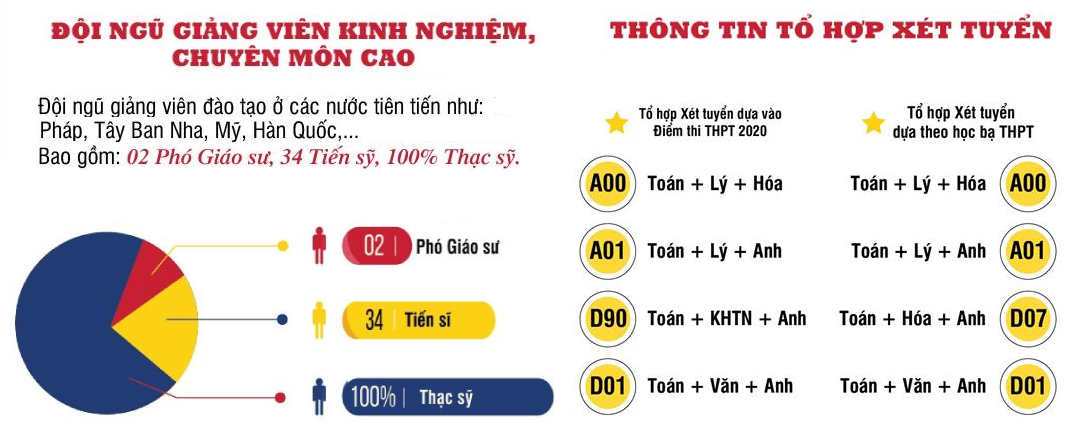 ĐỘI NGŨ GIẢNG VIÊN KINH NGHIỆM,
CHUYÊN MÔN CAO
Đội ngũ giảng viên đào tạo ở các nước tiên tiến như:
Pháp, Tây Ban Nha, Mỹ, Hàn Quốc,...
Bao gồm: 02 Phó Giáo sư, 34 Tiến sỹ, 100% Thạc sỹ.
02 | Phó Giáo sư
34 | Tiến sĩ
100% | Thạc sỹ
THÔNG TIN TỔ HỢP XÉT TUYỂN
Tổ hợp Xét tuyển dựa vào
Điểm thi THPT 2020
A00 Toán + Lý + Hóa
A01 Toán + Lý + Anh
D90 Toán + KHTN + Anh
D01 Toán + Văn + Anh
Tổ hợp Xét tuyển
dựa theo học bạ THPT
Toán + Lý + Hóa A00
Toán + Lý + Anh A01
Toán + Hóa + Anh D07
Toán + Văn + Anh D01